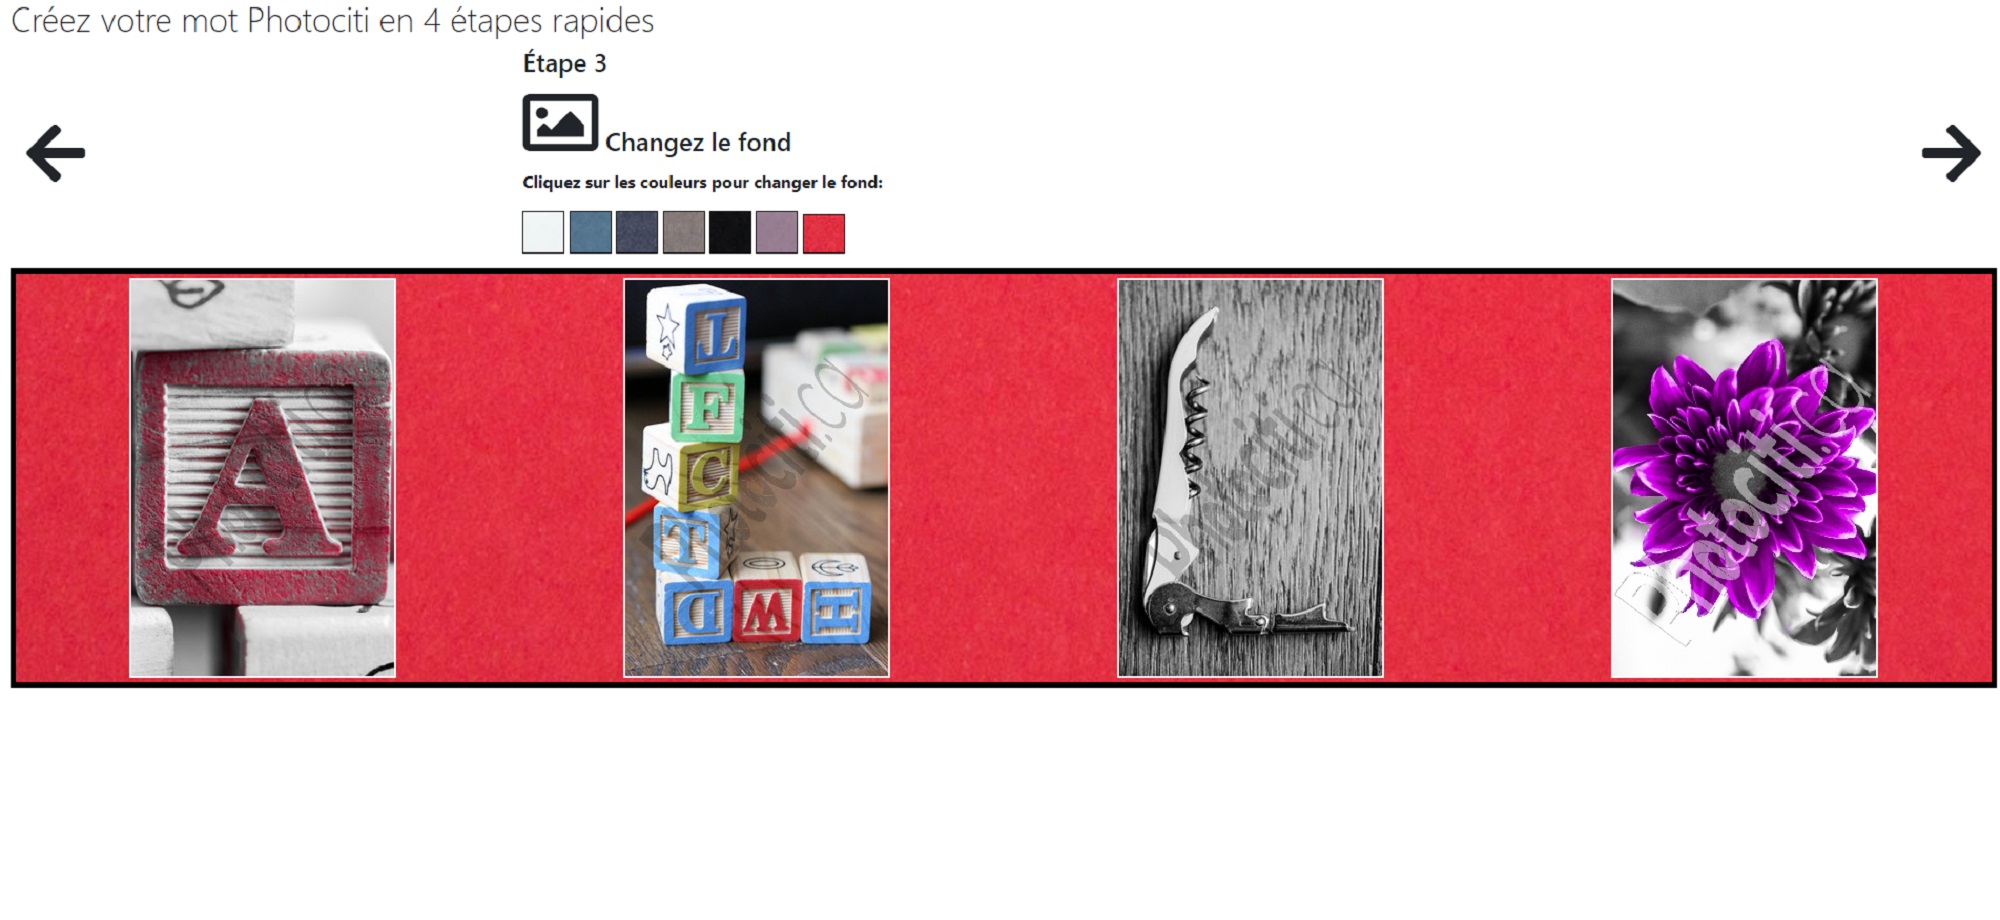 Créez votre mot Photociti en 4 étapes rapides
Étape 3
Changez le fond
Cliquez sur les couleurs pour changer le fond:
A
T
F
C
T
D W H
Photociti.ca
Photociti.ca
Photociti.ca